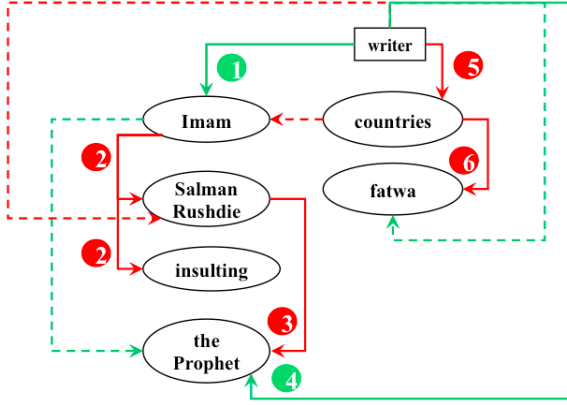 writer
1
5
Imam
countries
2
6
Salman
Rushdie
fatwa
2
insulting
3
the
Prophet
4